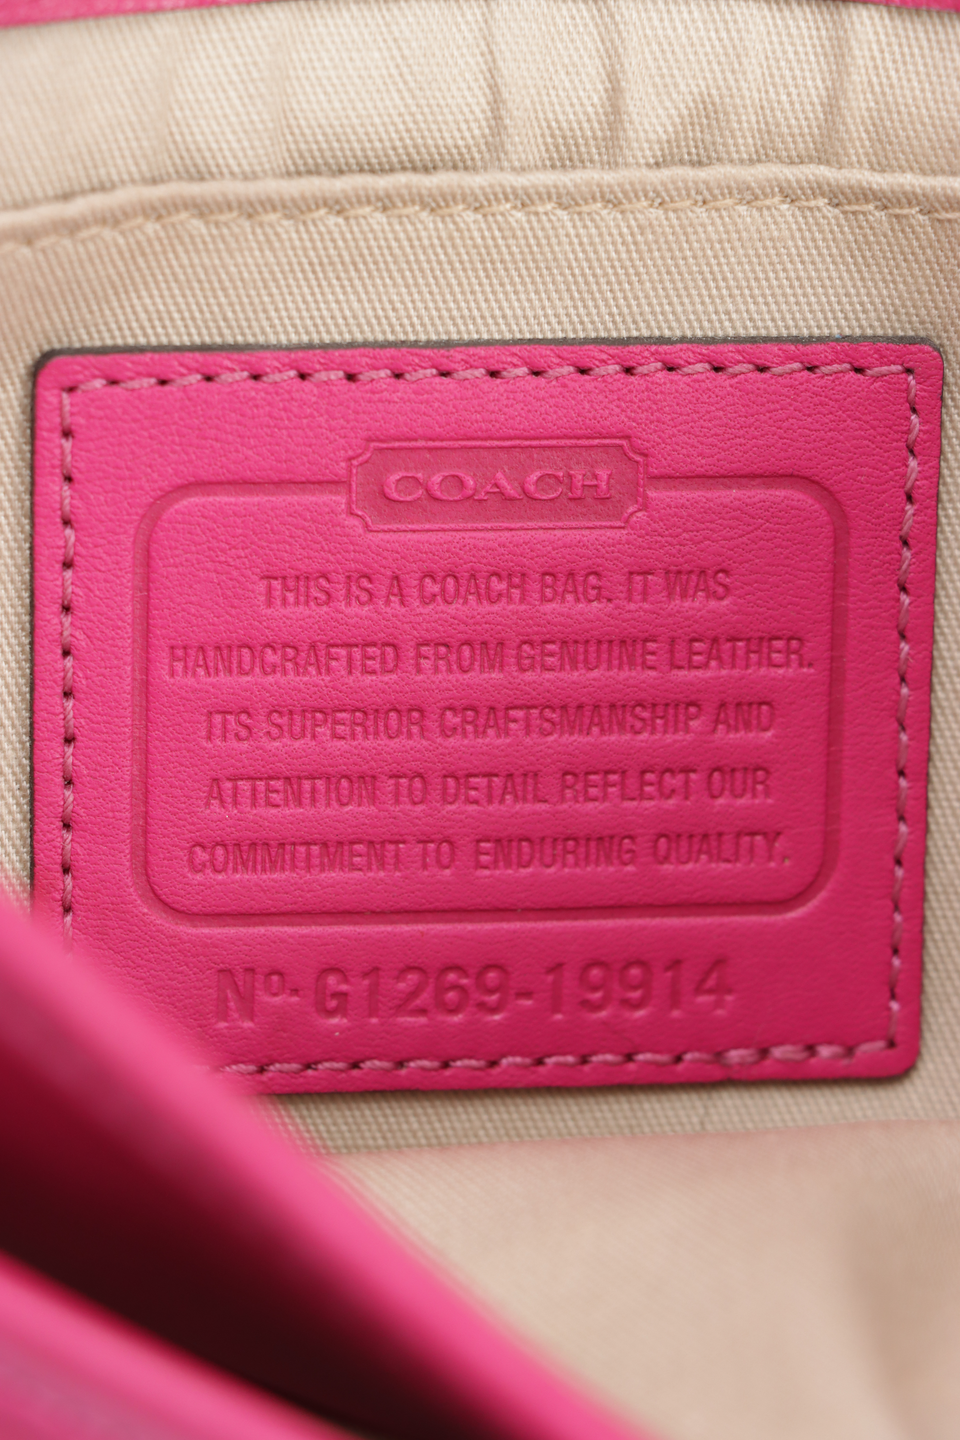 COACH
THIS IS A COACH BAG. IT WAS
HANDCRAFTED FROM GENUINE LEATHER.
ITS SUPERIOR CRAFTSMANSHIP AND
ATTENTION TO DETAIL REFLECT OUR
COMMITMENT TO ENDURING QUALITY.
Nº. G1269-19914